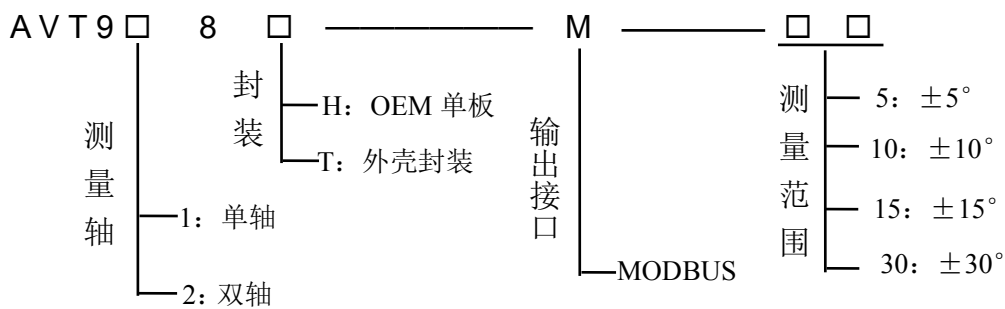 AVT9□ 8 □ — M — □ □
测量轴
1：单轴
2：双轴
封装
H：OEM 单板
T：外壳封装
输出接口
MODBUS
测量范围
5：±5°
10：±10°
15：±15°
30：±30°